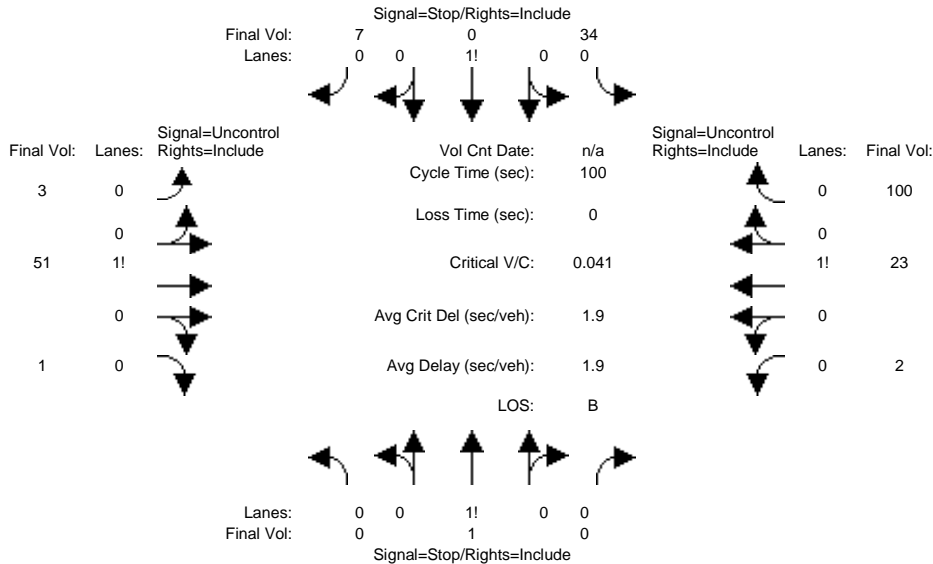 Signal=Stop/Rights=Include
Final Vol: 7 0 34
Lanes: 0 0 1! 0 0
Signal=Uncontrol Signal=Uncontrol
Final Vol: Lanes: Rights=Include Vol Cnt Date: n/a Rights=Include Lanes: Final Vol:
Cycle Time (sec): 100
3 0 0 100
Loss Time (sec): 0
0 0
51 1! Critical V/C: 0.041 1! 23
0 Avg Crit Del (sec/veh): 1.9 0
1 0 Avg Delay (sec/veh): 1.9 0 2
LOS: B
Lanes: 0 0 1! 0 0
Final Vol: 0 1 0
Signal=Stop/Rights=Include